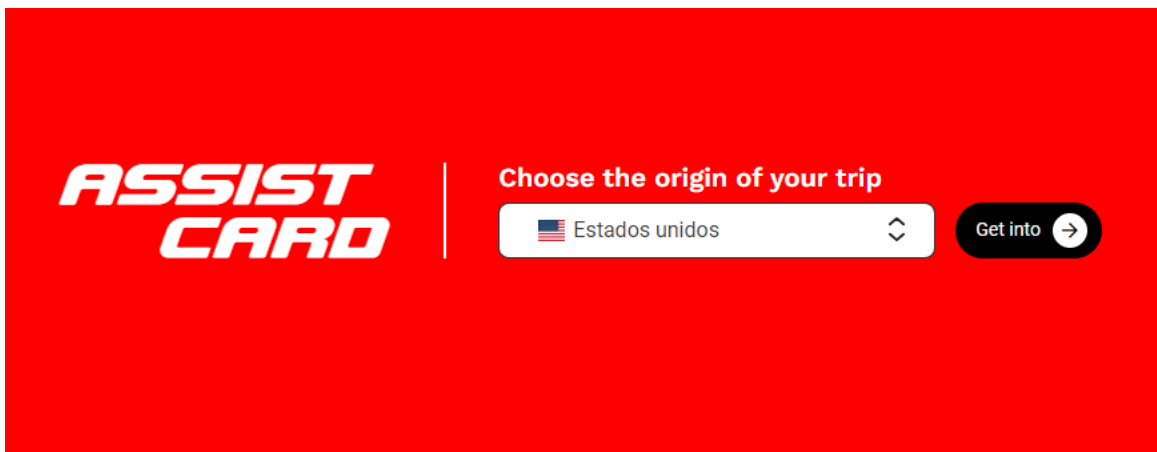 ASSIST
CARD
Choose the origin of your trip
Estados unidos
Get into